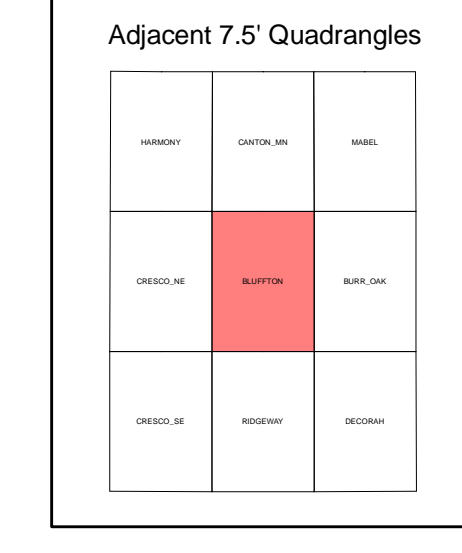 Adjacent 7.5' Quadrangles
HARMONY CANTON_MN MABEL
CRESCO_NE BLUFFTON BURR_OAK
CRESCO_SE RIDGEWAY DECORAH